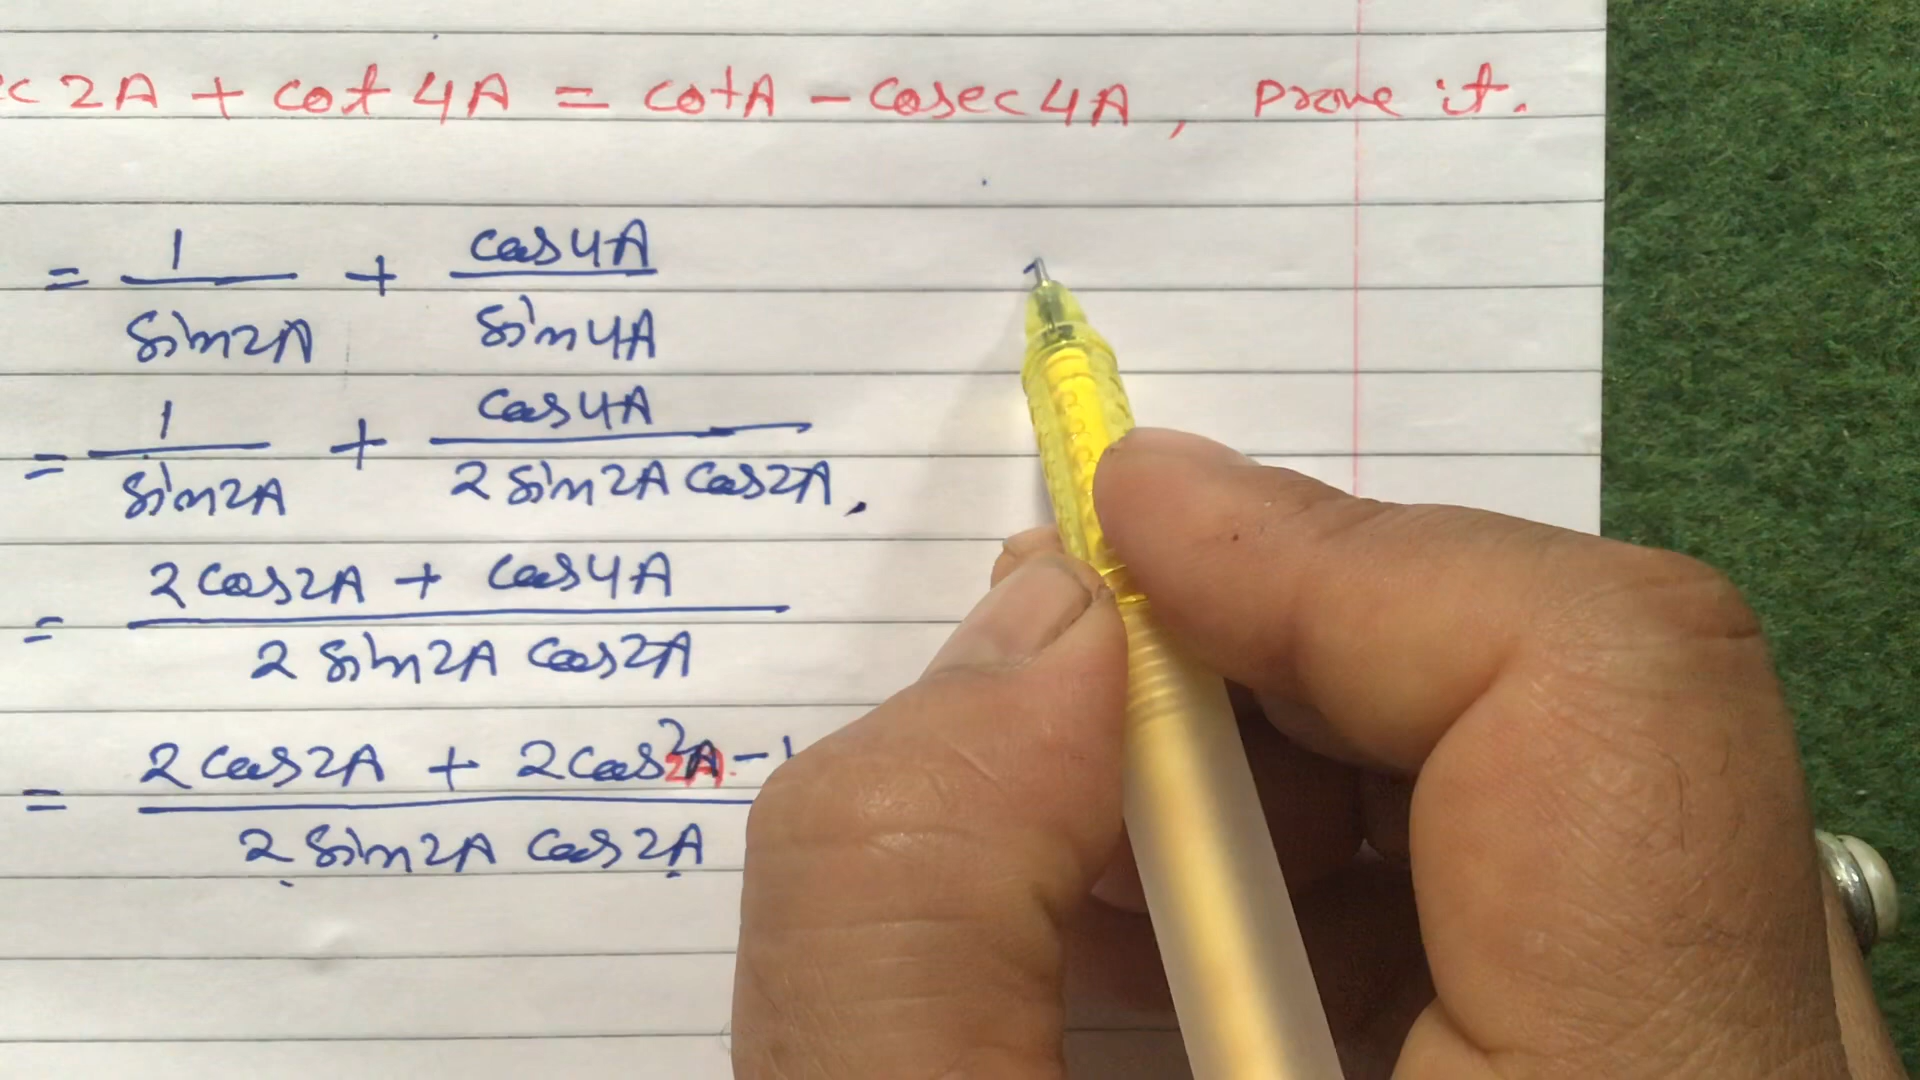 c 2A + cot 4A = cotA - cosec 4A, prove it.
= 1/sin2A + cos4A/sin4A
= 1/sin2A + cos4A/2 sin2A cos2A.
= 2cos2A + cos4A/2 sin2A cos2A
= 2cos2A + 2cos²2A - 1/2 sin2A cos2A